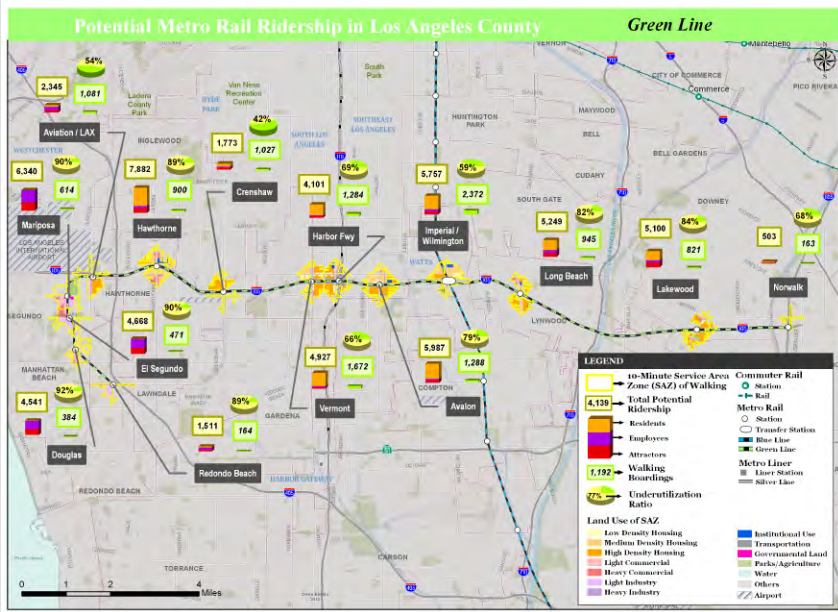 Potential Metro Rail Ridership in Los Angeles County
Green Line
VERNON
Montebello
CITY OF COMMERCE
Commerce
PICO RIVERA
South
Park
Van Ness
Recreation
Center
Ladera
County
Park
HYDE
PARK
HUNTINGTON
PARK
MAYWOOD
BELL
BELL GARDENS
CUDAHY
SOUTH GATE
DOWNEY
INGLEWOOD
SOUTH LOS
ANGELES
SOUTHEAST
LOS ANGELES
WESTCHESTER
54%
2,345
1,081
Aviation / LAX
90%
6,340
614
Mariposa
89%
7,882
900
Hawthorne
42%
1,773
1,027
Crenshaw
69%
4,101
1,284
Harbor Fwy
59%
5,757
2,372
Imperial /
Wilmington
82%
5,249
945
Long Beach
84%
5,100
821
Lakewood
68%
503
163
Norwalk
LOS ANGELES
INTERNATIONAL
AIRPORT
HAWTHORNE
WATTS
LYNWOOD
SEGUNDO
90%
4,668
471
El Segundo
66%
4,927
1,672
Vermont
79%
5,987
1,288
Avalon
COMPTON
MANHATTAN
BEACH
LAWNDALE
GARDENA
92%
4,541
384
Douglas
89%
1,511
164
Redondo Beach
REDONDO BEACH
HARBOR GATEWAY
TORRANCE
CARSON
0 1 2 4
Miles
LEGEND
10-Minute Service Area
Zone (SAZ) of Walking
4,139
Total Potential
Ridership
Residents
Employees
Attractors
1,192
Walking
Boardings
77%
Underutilization
Ratio
Commuter Rail
Station
Rail
Metro Rail
Station
Transfer Station
Blue Line
Green Line
Metro Liner
Liner Station
Silver Line
Land Use of SAZ
Low Density Housing
Medium Density Housing
High Density Housing
Light Commercial
Heavy Commercial
Light Industry
Heavy Industry
Institutional Use
Transportation
Governmental Land
Parks/Agriculture
Water
Others
Airport